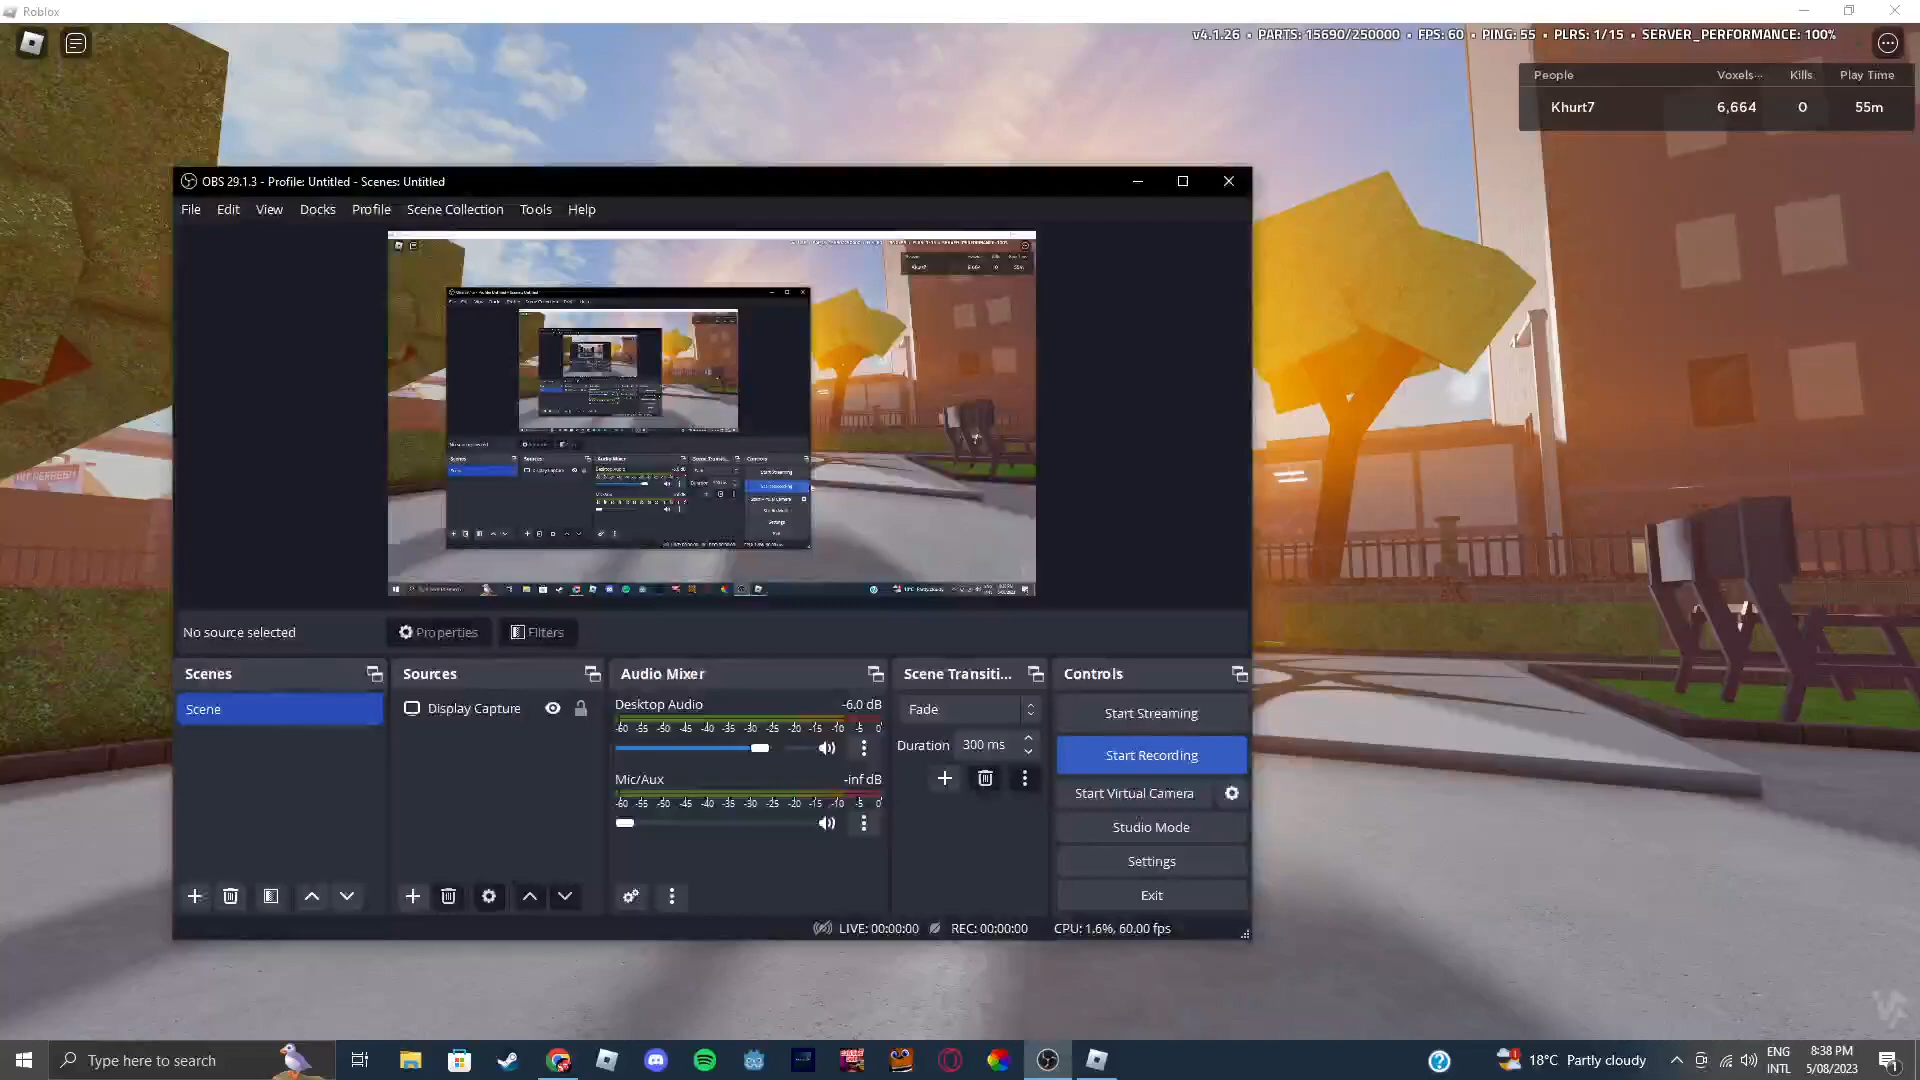 Roblox
v4.1.26 • PARTS: 15690/250000 • FPS: 60 • PING: 55 • PLRS: 1/15 • SERVER_PERFORMANCE: 100%
People Voxels... Kills Play Time
Khurt7 6,664 0 55m
OBS 29.1.3 - Profile: Untitled - Scenes: Untitled
File Edit View Docks Profile Scene Collection Tools Help
No source selected Properties Filters
Scenes
Scene
Sources
Display Capture
Audio Mixer
Desktop Audio -6.0 dB
-60 -55 -50 -45 -40 -35 -30 -25 -20 -15 -10 -5 0
Mic/Aux -inf dB
-60 -55 -50 -45 -40 -35 -30 -25 -20 -15 -10 -5 0
Scene Transiti...
Fade
Duration 300 ms
Controls
Start Streaming
Start Recording
Start Virtual Camera
Studio Mode
Settings
Exit
LIVE: 00:00:00 REC: 00:00:00 CPU: 1.6%, 60.00 fps
Type here to search
18°C Partly cloudy
ENG
INTL
8:38 PM
5/08/2023